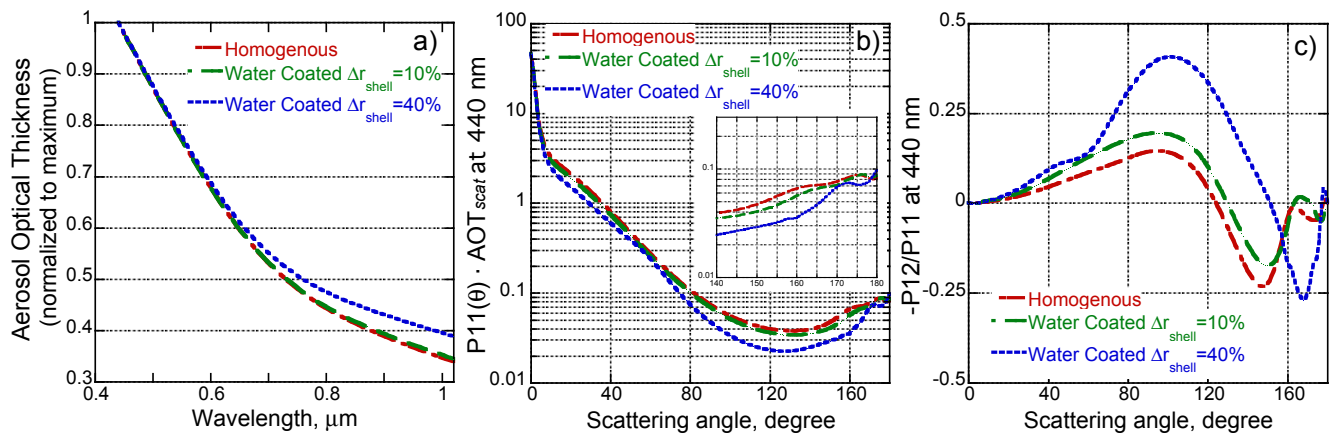 a)
Homogenous
Water Coated Δr_shell=10%
Water Coated Δr_shell=40%
Aerosol Optical Thickness
(normalized to maximum)
1
0.9
0.8
0.7
0.6
0.5
0.4
0.3
0.4 0.6 0.8 1
Wavelength, μm
b)
Homogenous
Water Coated Δr_shell=10%
Water Coated Δr_shell=40%
P11(θ) · AOT_scat at 440 nm
100
10
1
0.1
0.01
0 40 80 120 160
Scattering angle, degree
0.1
0.01
140 145 150 155 160 165 170 175 180
c)
-P12/P11 at 440 nm
0.5
0.25
0
-0.25
-0.5
Homogenous
Water Coated Δr_shell=10%
Water Coated Δr_shell=40%
0 40 80 120 160
Scattering angle, degree